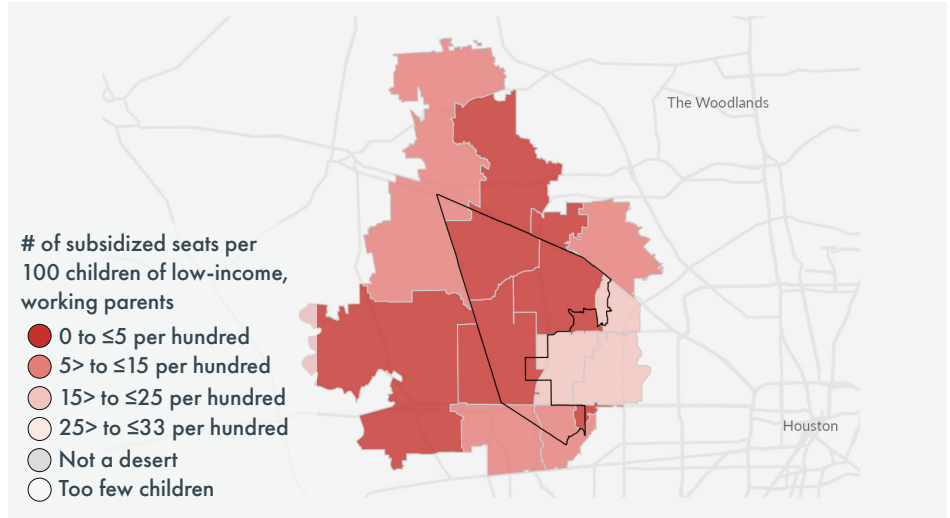 The Woodlands
# of subsidized seats per
100 children of low-income,
working parents
0 to ≤5 per hundred
5> to ≤15 per hundred
15> to ≤25 per hundred
25> to ≤33 per hundred
Not a desert
Too few children
Houston